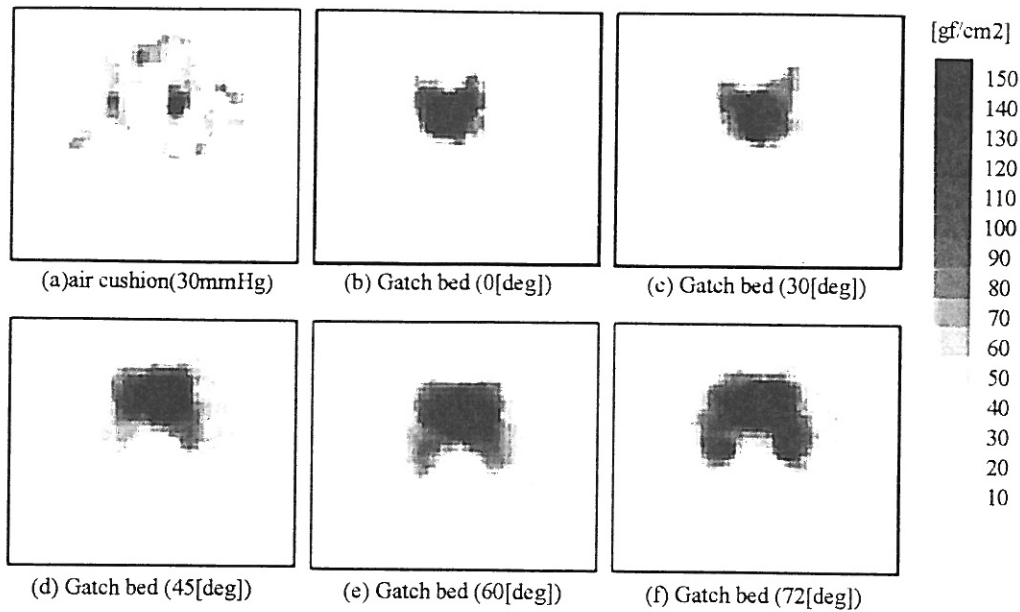 [gf/cm2]
150
140
130
120
110
100
90
80
70
60
50
40
30
20
10
(a)air cushion(30mmHg)
(b) Gatch bed (0[deg])
(c) Gatch bed (30[deg])
(d) Gatch bed (45[deg])
(e) Gatch bed (60[deg])
(f) Gatch bed (72[deg])